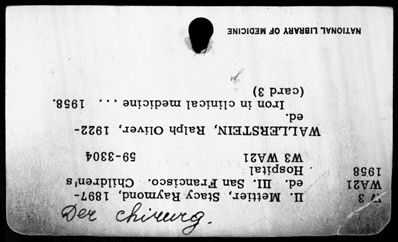 WALLERSTEIN, Ralph Oliver, 1922-
ed.
Iron in clinical medicine ... 1958.
(card 3)
W 3
WA21
1958
II. Mettier, Stacy Raymond, 1897-
ed. III. San Francisco. Children's
Hospital
W3 WA21
59-3304
NATIONAL LIBRARY OF MEDICINE
Der chirurg.